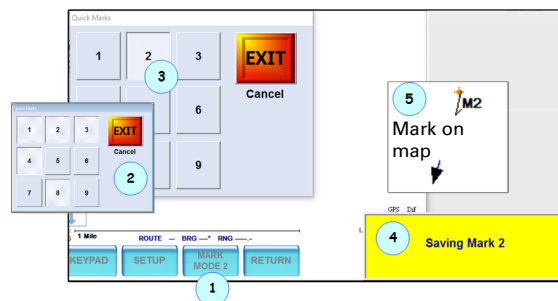 Quick Marks
1 2 3
EXIT
Cancel
3
6
9
1 2 3
EXIT
4 5 6
Cancel
2
7 8 9
5
M2
Mark on
map
GPS Dif
L
4
Saving Mark 2
1 Mile
ROUTE -- BRG ---° RNG ---.-
KEYPAD
SETUP
MARK
MODE 2
RETURN
1